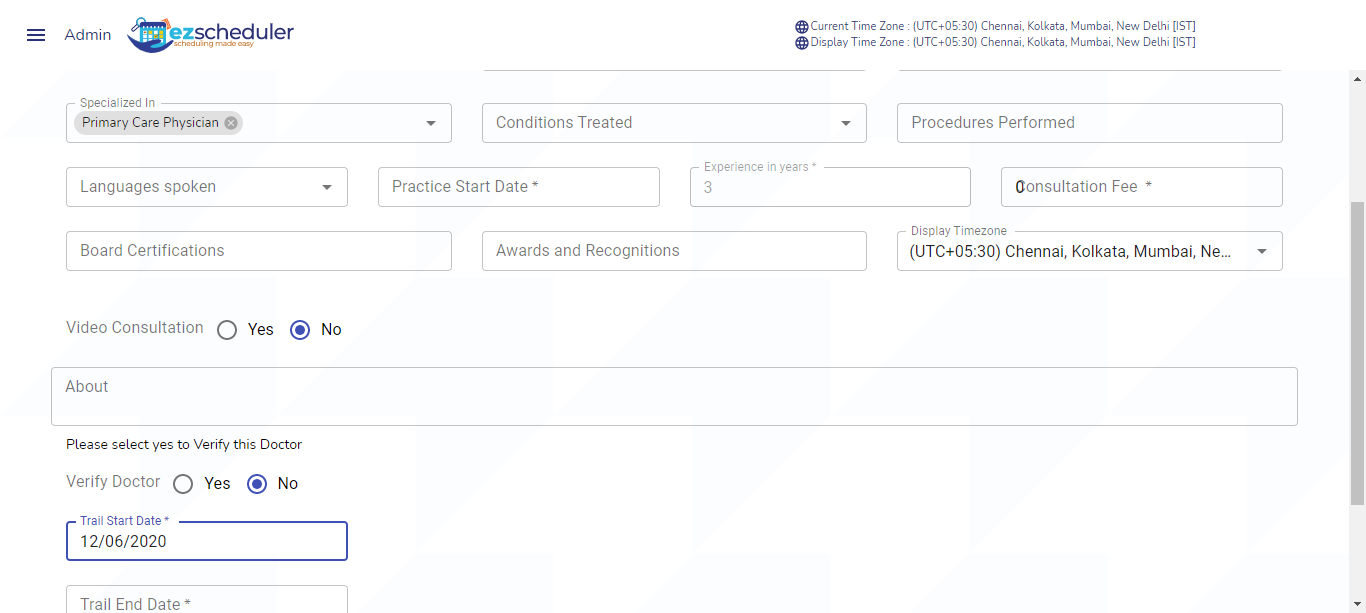 Admin
ezscheduler
scheduling made easy
Current Time Zone : (UTC+05:30) Chennai, Kolkata, Mumbai, New Delhi [IST]
Display Time Zone : (UTC+05:30) Chennai, Kolkata, Mumbai, New Delhi [IST]
Specialized In
Primary Care Physician
Conditions Treated
Procedures Performed
Languages spoken
Practice Start Date *
Experience in years *
3
Consultation Fee *
0
Board Certifications
Awards and Recognitions
Display Timezone
(UTC+05:30) Chennai, Kolkata, Mumbai, Ne...
Video Consultation Yes No
About
Please select yes to Verify this Doctor
Verify Doctor Yes No
Trail Start Date *
12/06/2020
Trail End Date *